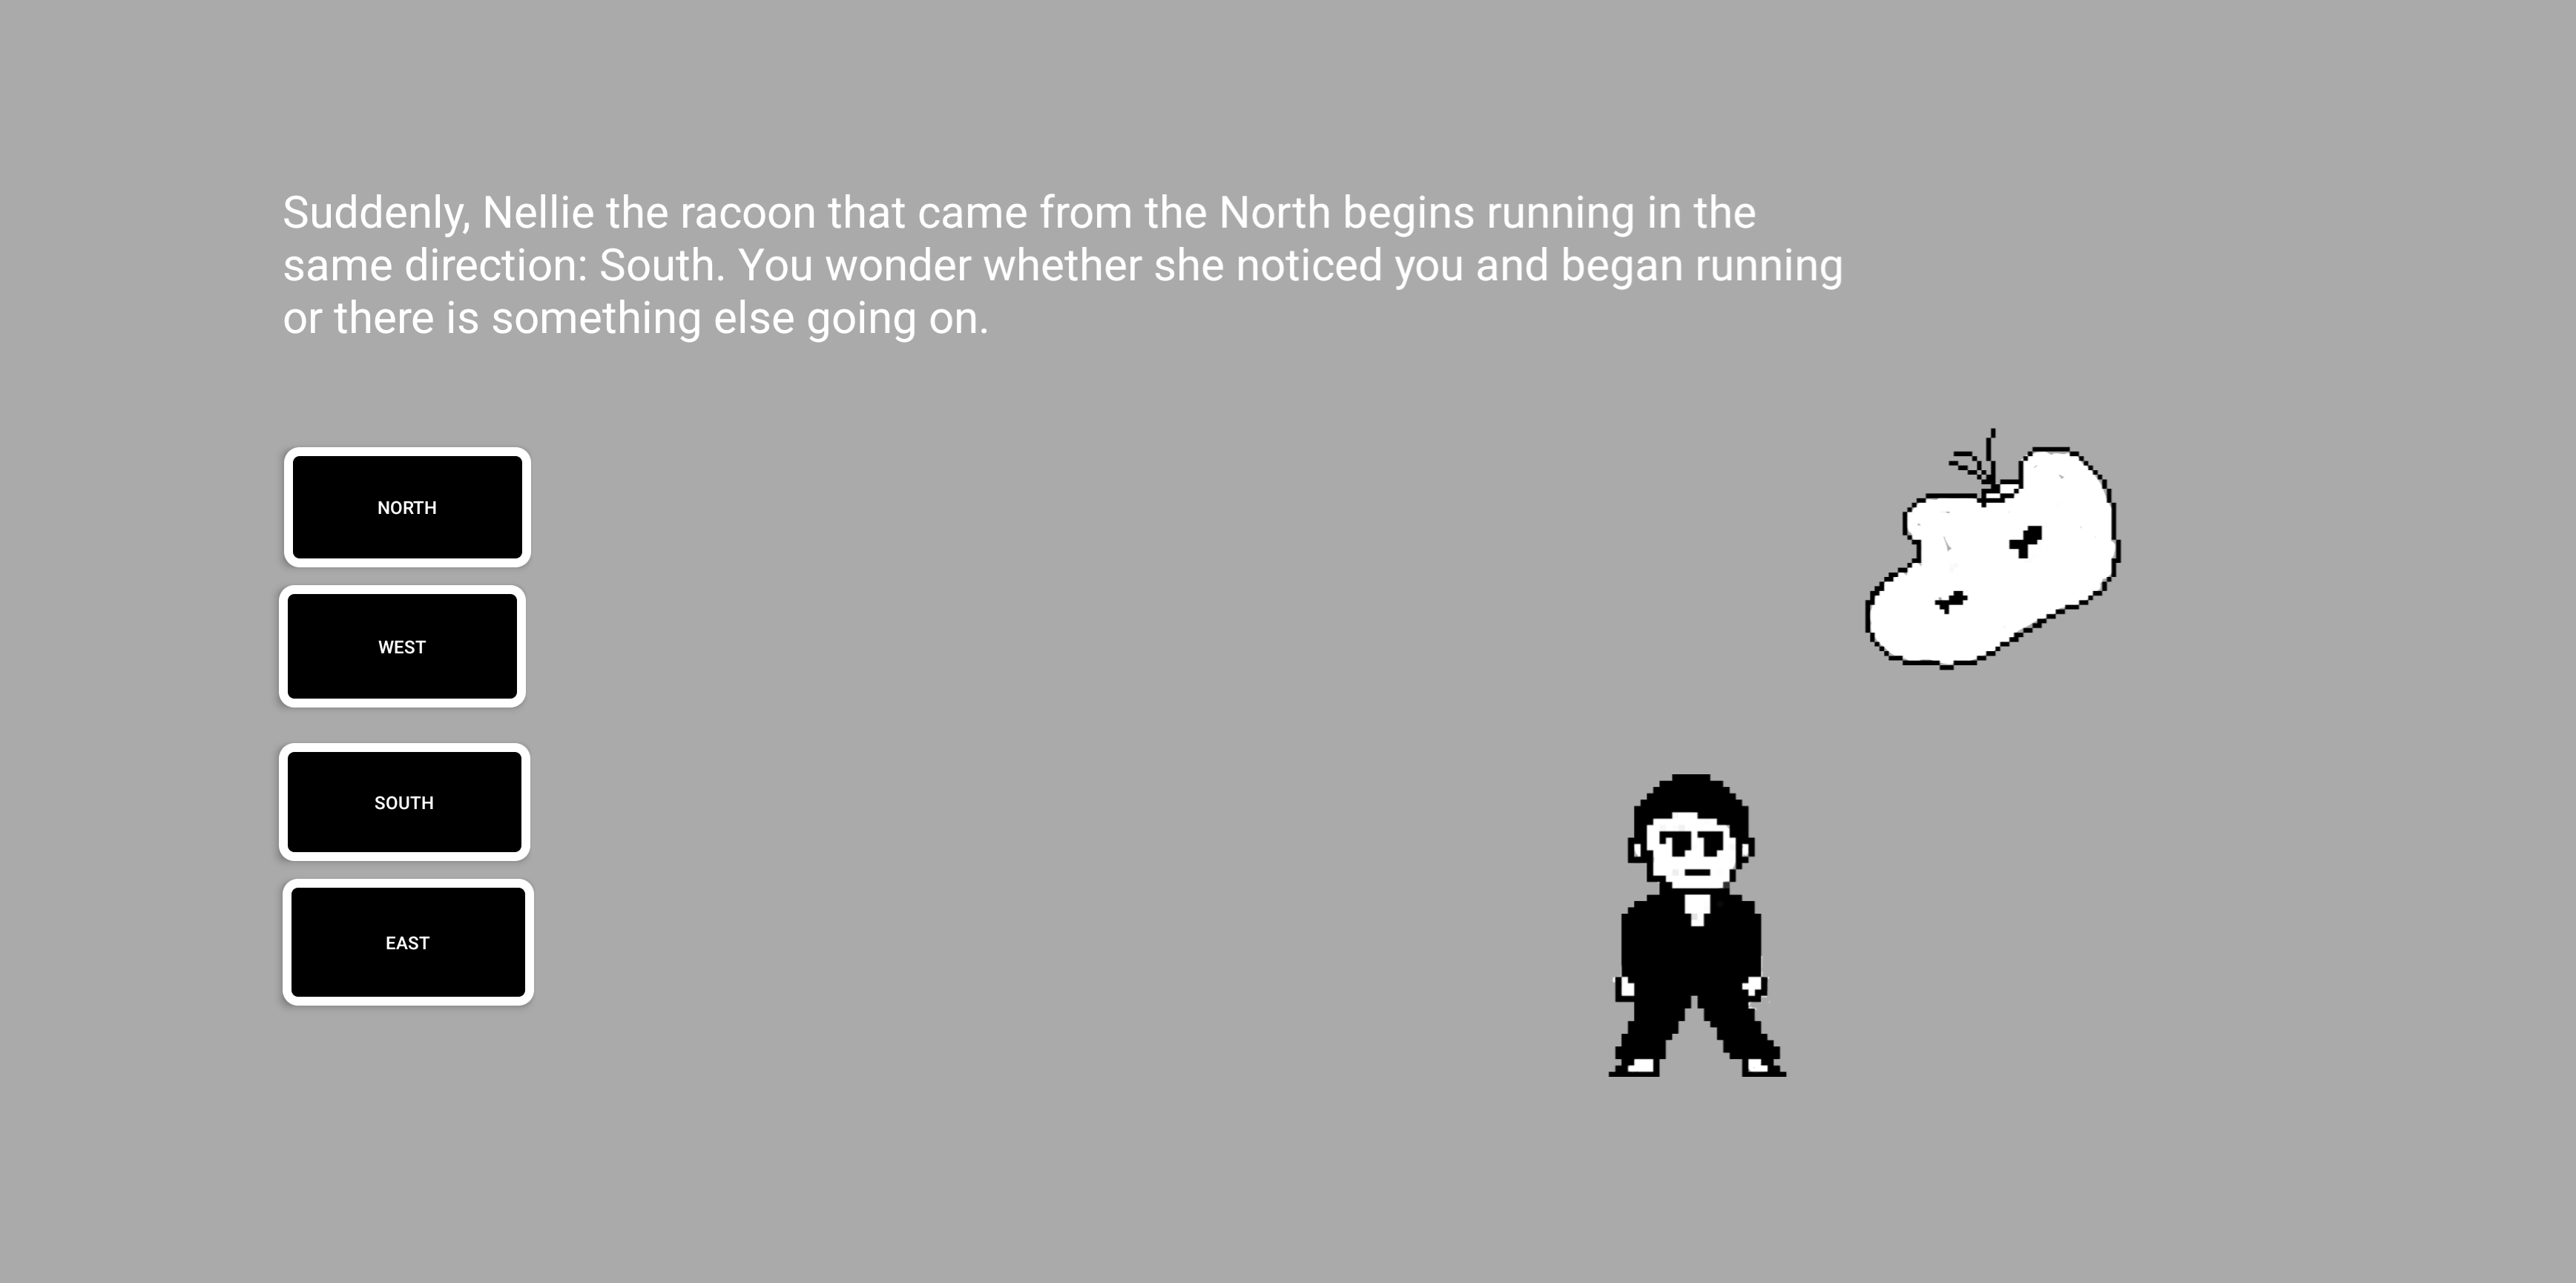 Suddenly, Nellie the racoon that came from the North begins running in the
same direction: South. You wonder whether she noticed you and began running
or there is something else going on.
NORTH
WEST
SOUTH
EAST